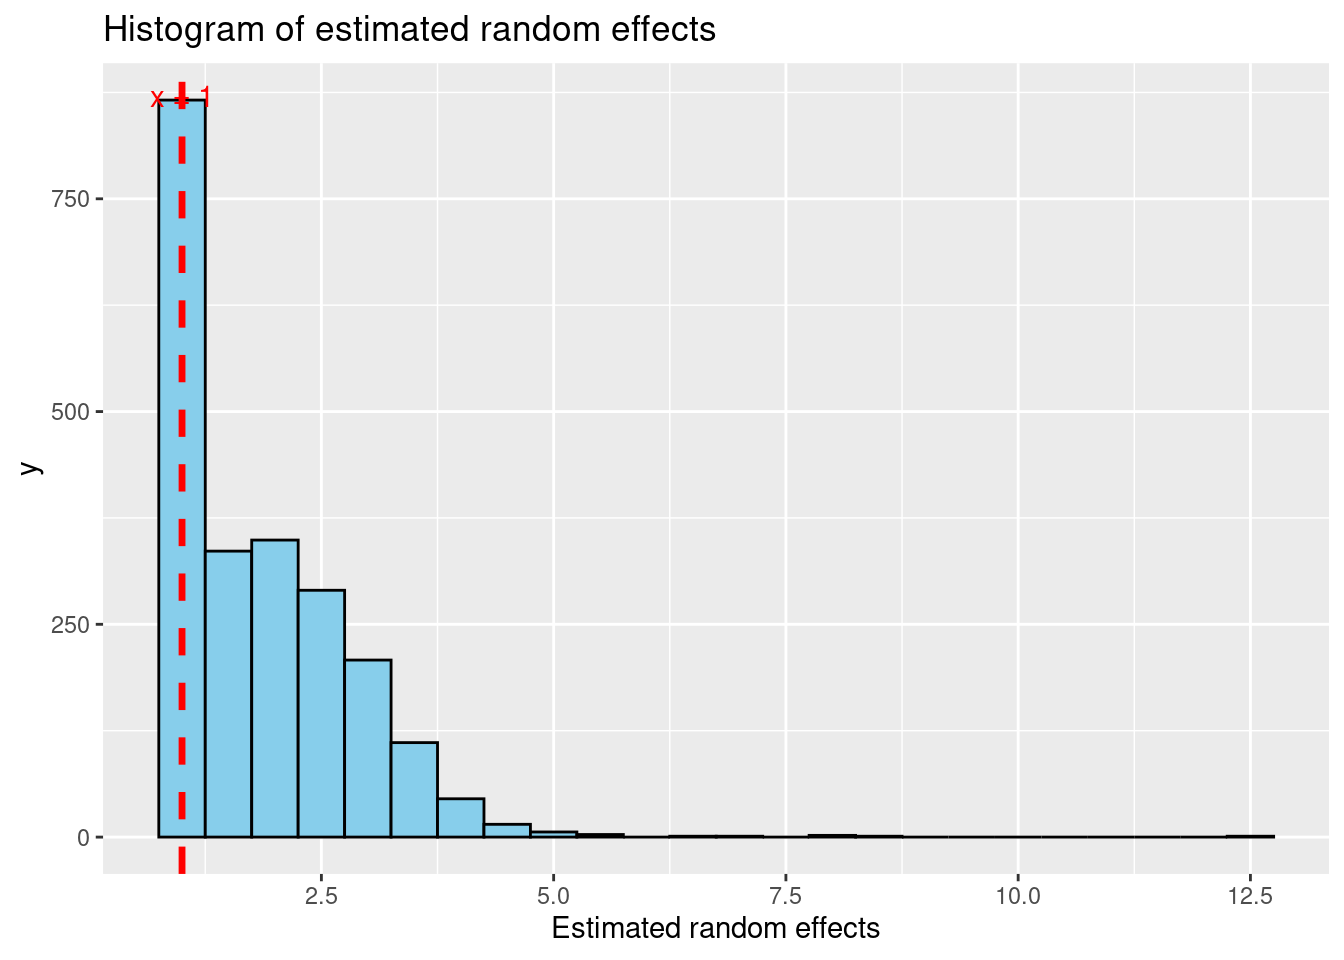 Histogram of estimated random effects
x = 1
750
500
250
0
y
2.5 5.0 7.5 10.0 12.5
Estimated random effects